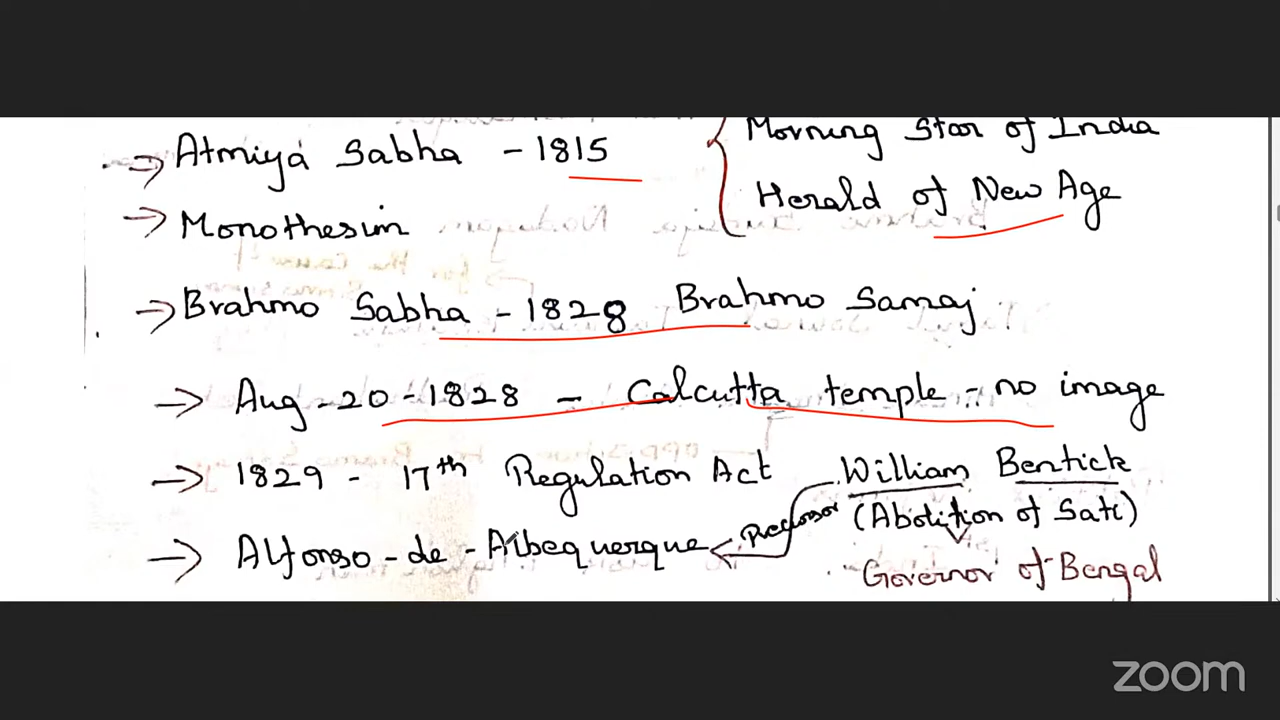 → Atmiya Sabha - 1815
Morning Star of India
Herald of New Age
→ Monothesim
→ Brahmo Sabha - 1828 Brahmo Samaj
→ Aug - 20 - 1828 - Calcutta temple - no image
→ 1829 - 17th Regulation Act William Bentick
(Abolition of Sati)
→ Alfonso - de - Albequerque
Governor of Bengal
zoom